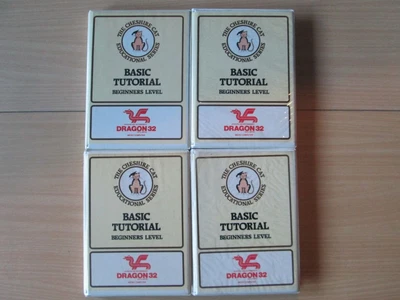 THE CHESHIRE CAT
EDUCATIONAL SERIES
BASIC
TUTORIAL
BEGINNERS LEVEL
DRAGON 32
THE CHESHIRE CAT
EDUCATIONAL SERIES
BASIC
TUTORIAL
BEGINNERS LEVEL
DRAGON 32
THE CHESHIRE CAT
EDUCATIONAL SERIES
BASIC
TUTORIAL
BEGINNERS LEVEL
DRAGON 32
THE CHESHIRE CAT
EDUCATIONAL SERIES
BASIC
TUTORIAL
BEGINNERS LEVEL
DRAGON 32